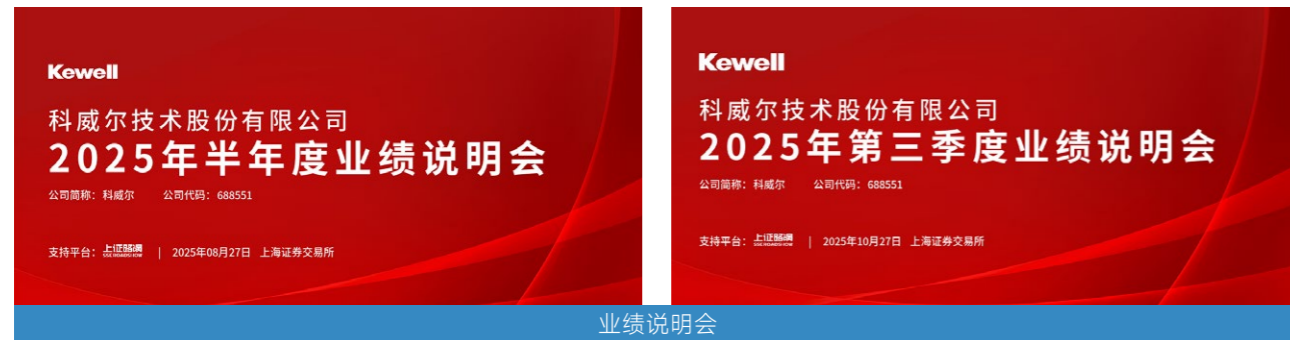 Kewell
科威尔技术股份有限公司
2025年半年度业绩说明会
公司简称：科威尔 公司代码：688551
支持平台：上证路演 | 2025年08月27日 上海证券交易所
Kewell
科威尔技术股份有限公司
2025年第三季度业绩说明会
公司简称：科威尔 公司代码：688551
支持平台：上证路演 | 2025年10月27日 上海证券交易所
业绩说明会